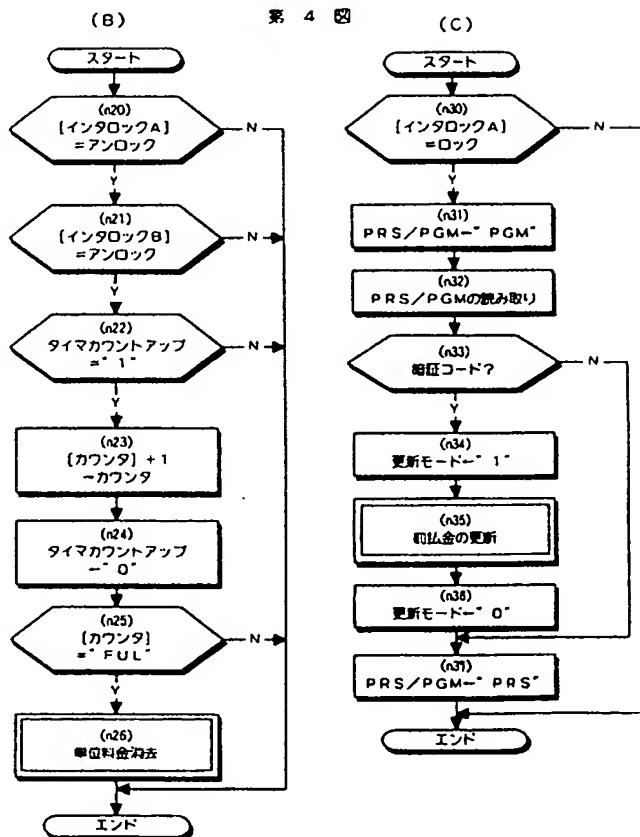 第 4 図
(B)
スタート
(n20)
[インタロックA]
=アンロック
N
Y
(n21)
[インタロックB]
=アンロック
N
Y
(n22)
タイマカウントアップ
="1"
N
Y
(n23)
[カウンタ]+1
→カウンタ
(n24)
タイマカウントアップ
←"0"
(n25)
[カウンタ]
="FUL"
N
Y
(n26)
単位料金消去
エンド
(C)
スタート
(n30)
[インタロックA]
=ロック
N
Y
(n31)
PRS/PGM←"PGM"
(n32)
PRS/PGMの読み取り
(n33)
暗証コード?
N
Y
(n34)
更新モード←"1"
(n35)
前払金の更新
(n36)
更新モード←"0"
PRS/PGM←"PRS"
エンド